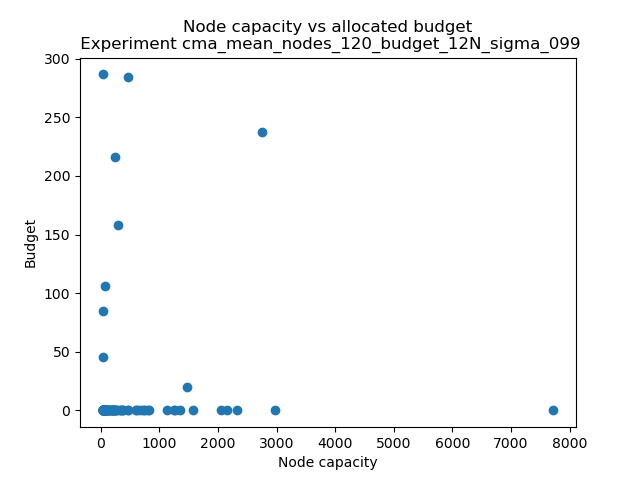 Node capacity vs allocated budget
Experiment cma_mean_nodes_120_budget_12N_sigma_099
300
250
200
150
100
50
0
Budget
0 1000 2000 3000 4000 5000 6000 7000 8000
Node capacity